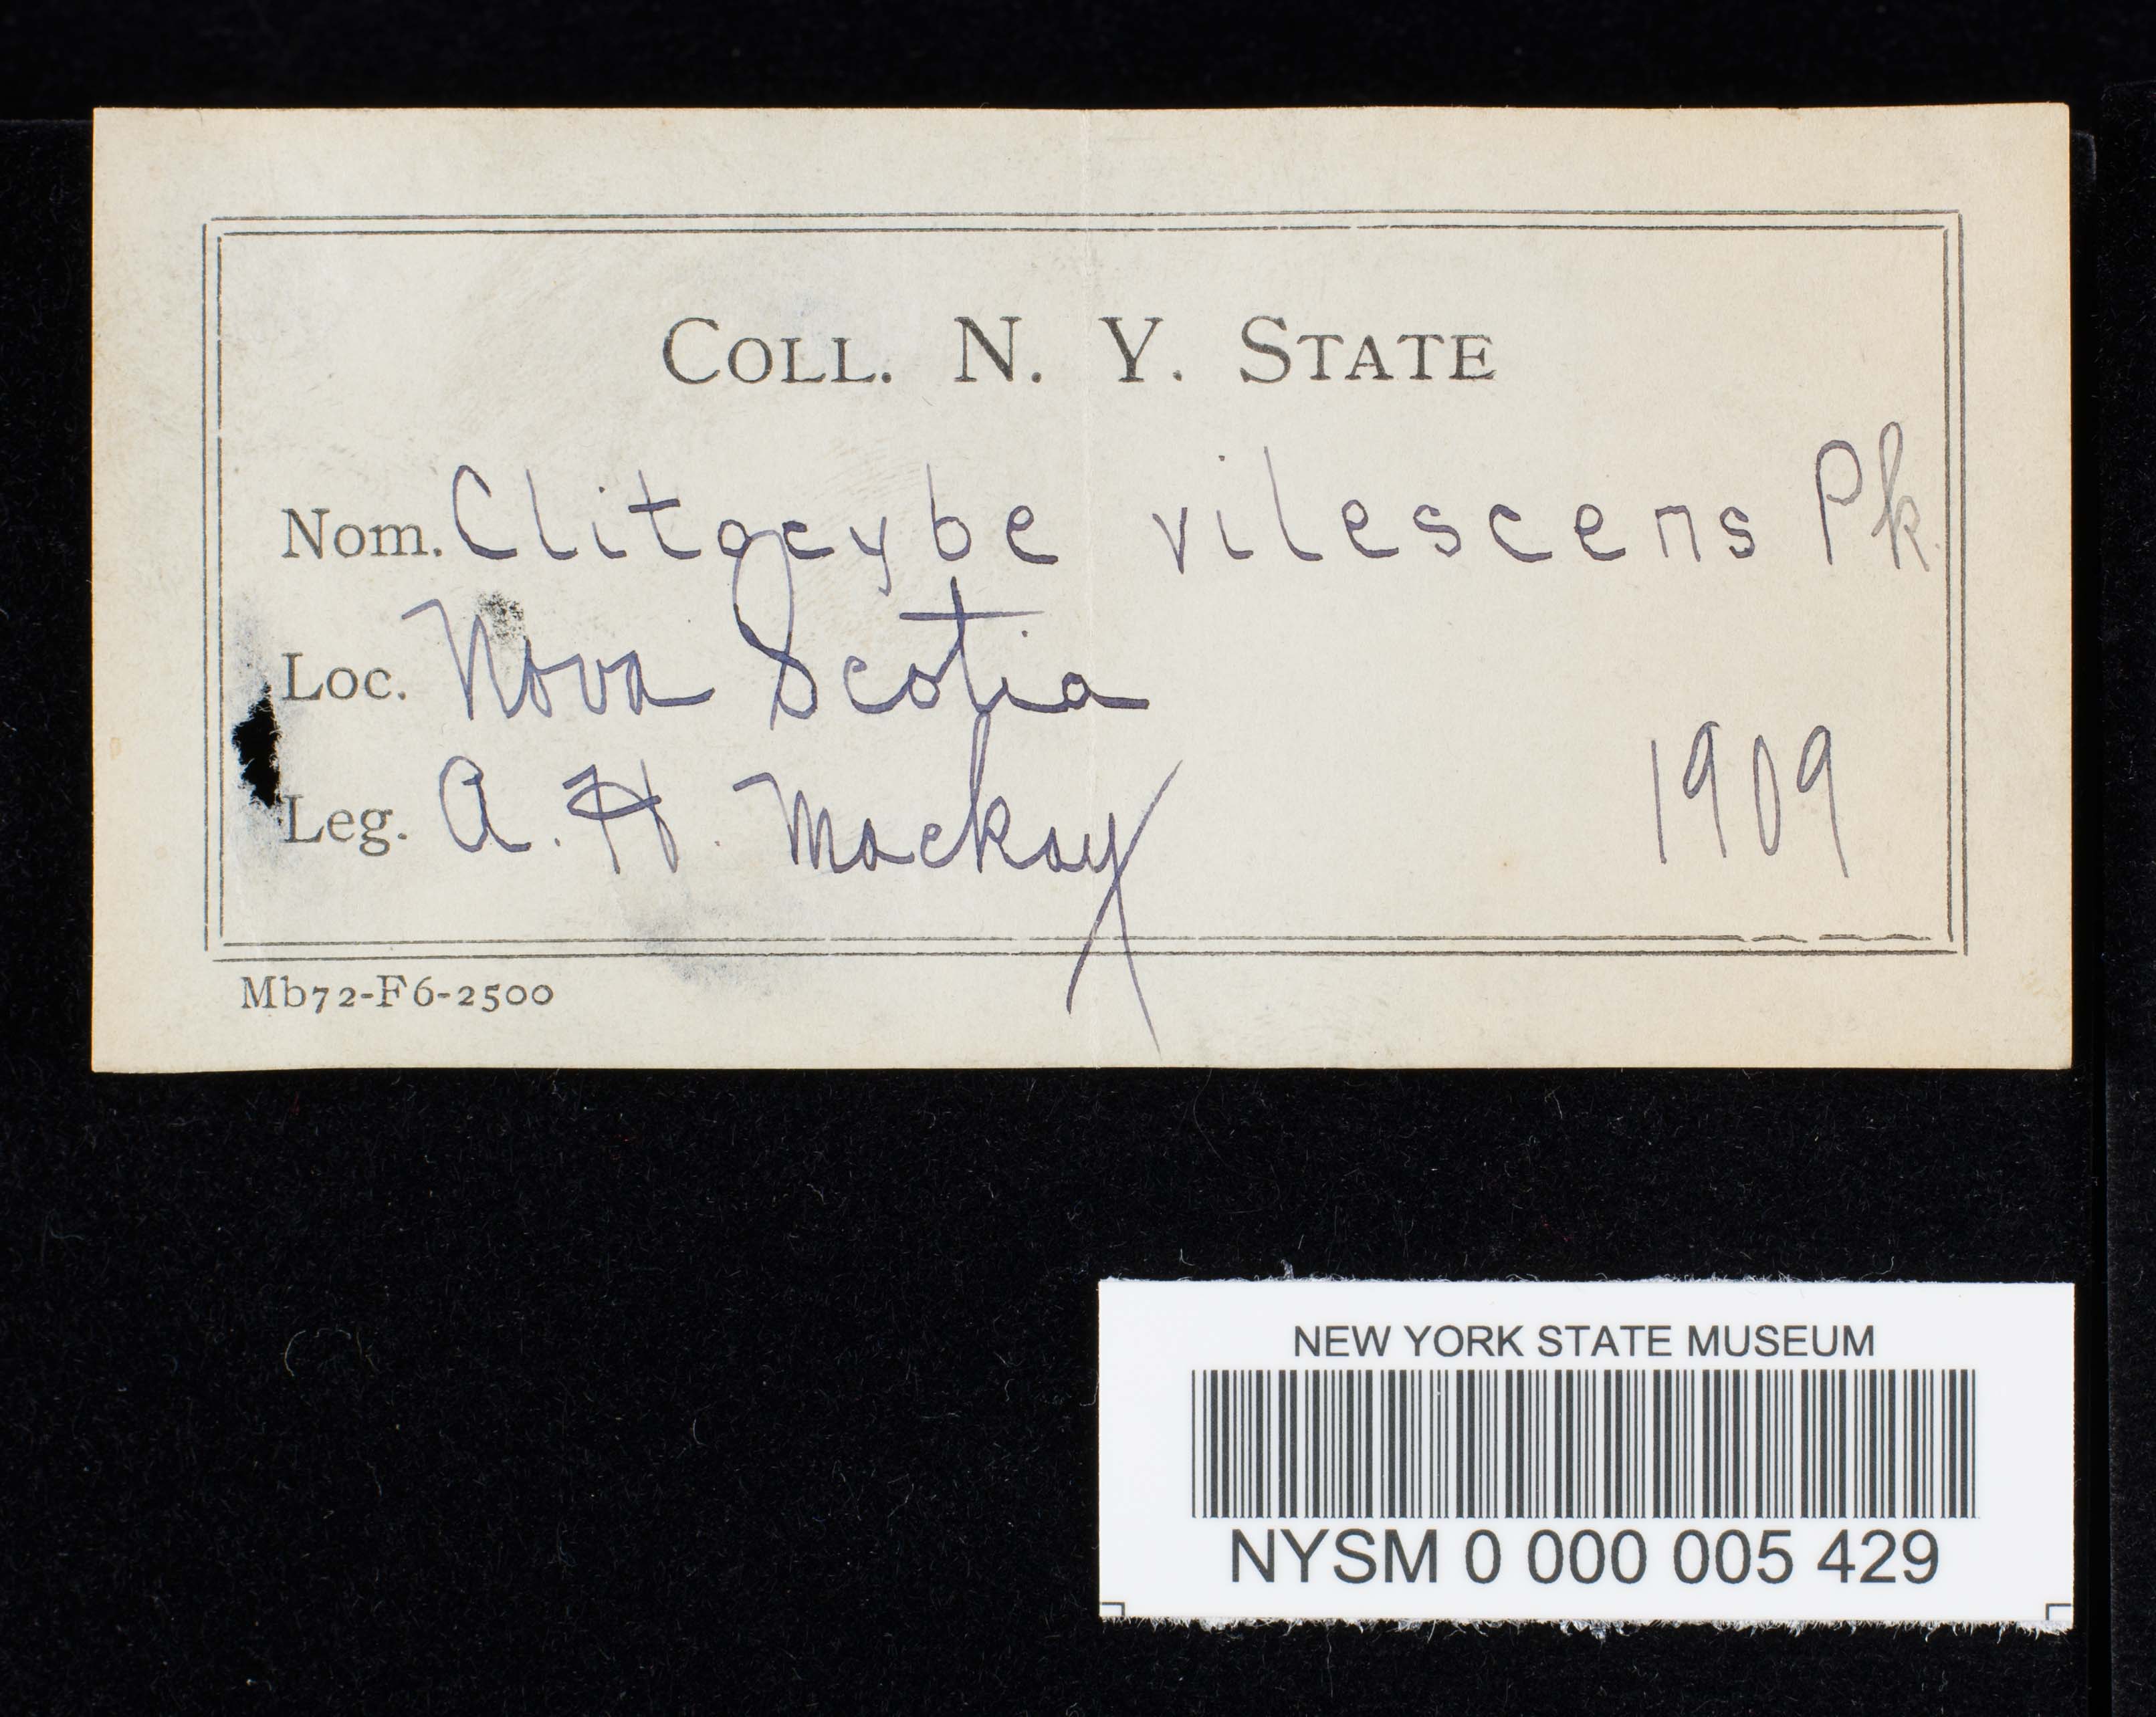 COLL. N. Y. STATE
Nom. Clitocybe vilescens Pk.
Loc. Nova Scotia
Leg. A. H. Mackay 1909
Mb72-F6-2500
NEW YORK STATE MUSEUM
NYSM 0 000 005 429